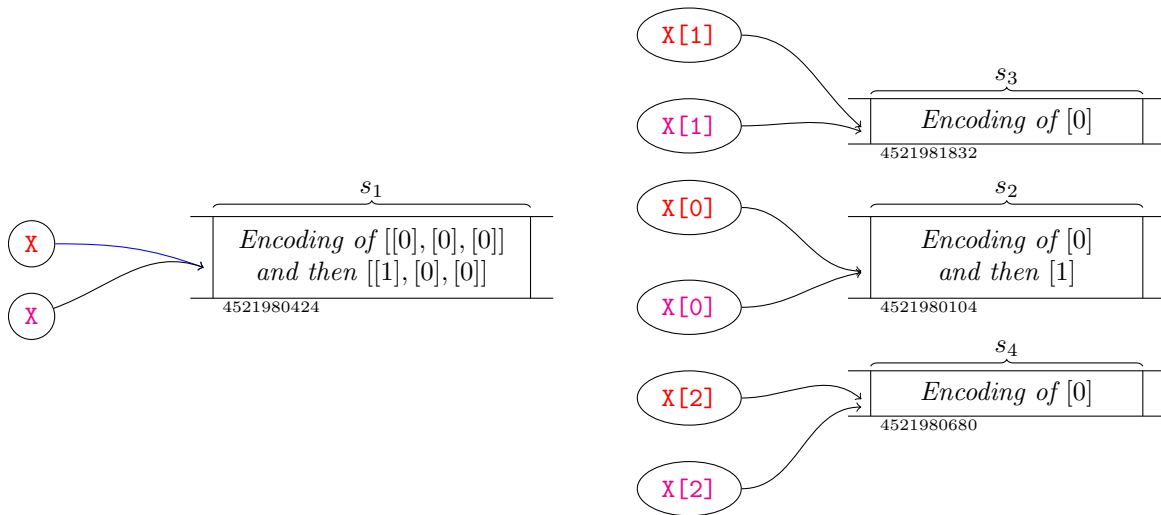 X
X
s1
Encoding of [[0], [0], [0]]
and then [[1], [0], [0]]
4521980424
X[1]
X[1]
s3
Encoding of [0]
4521981832
X[0]
X[0]
s2
Encoding of [0]
and then [1]
4521980104
X[2]
X[2]
s4
Encoding of [0]
4521980680